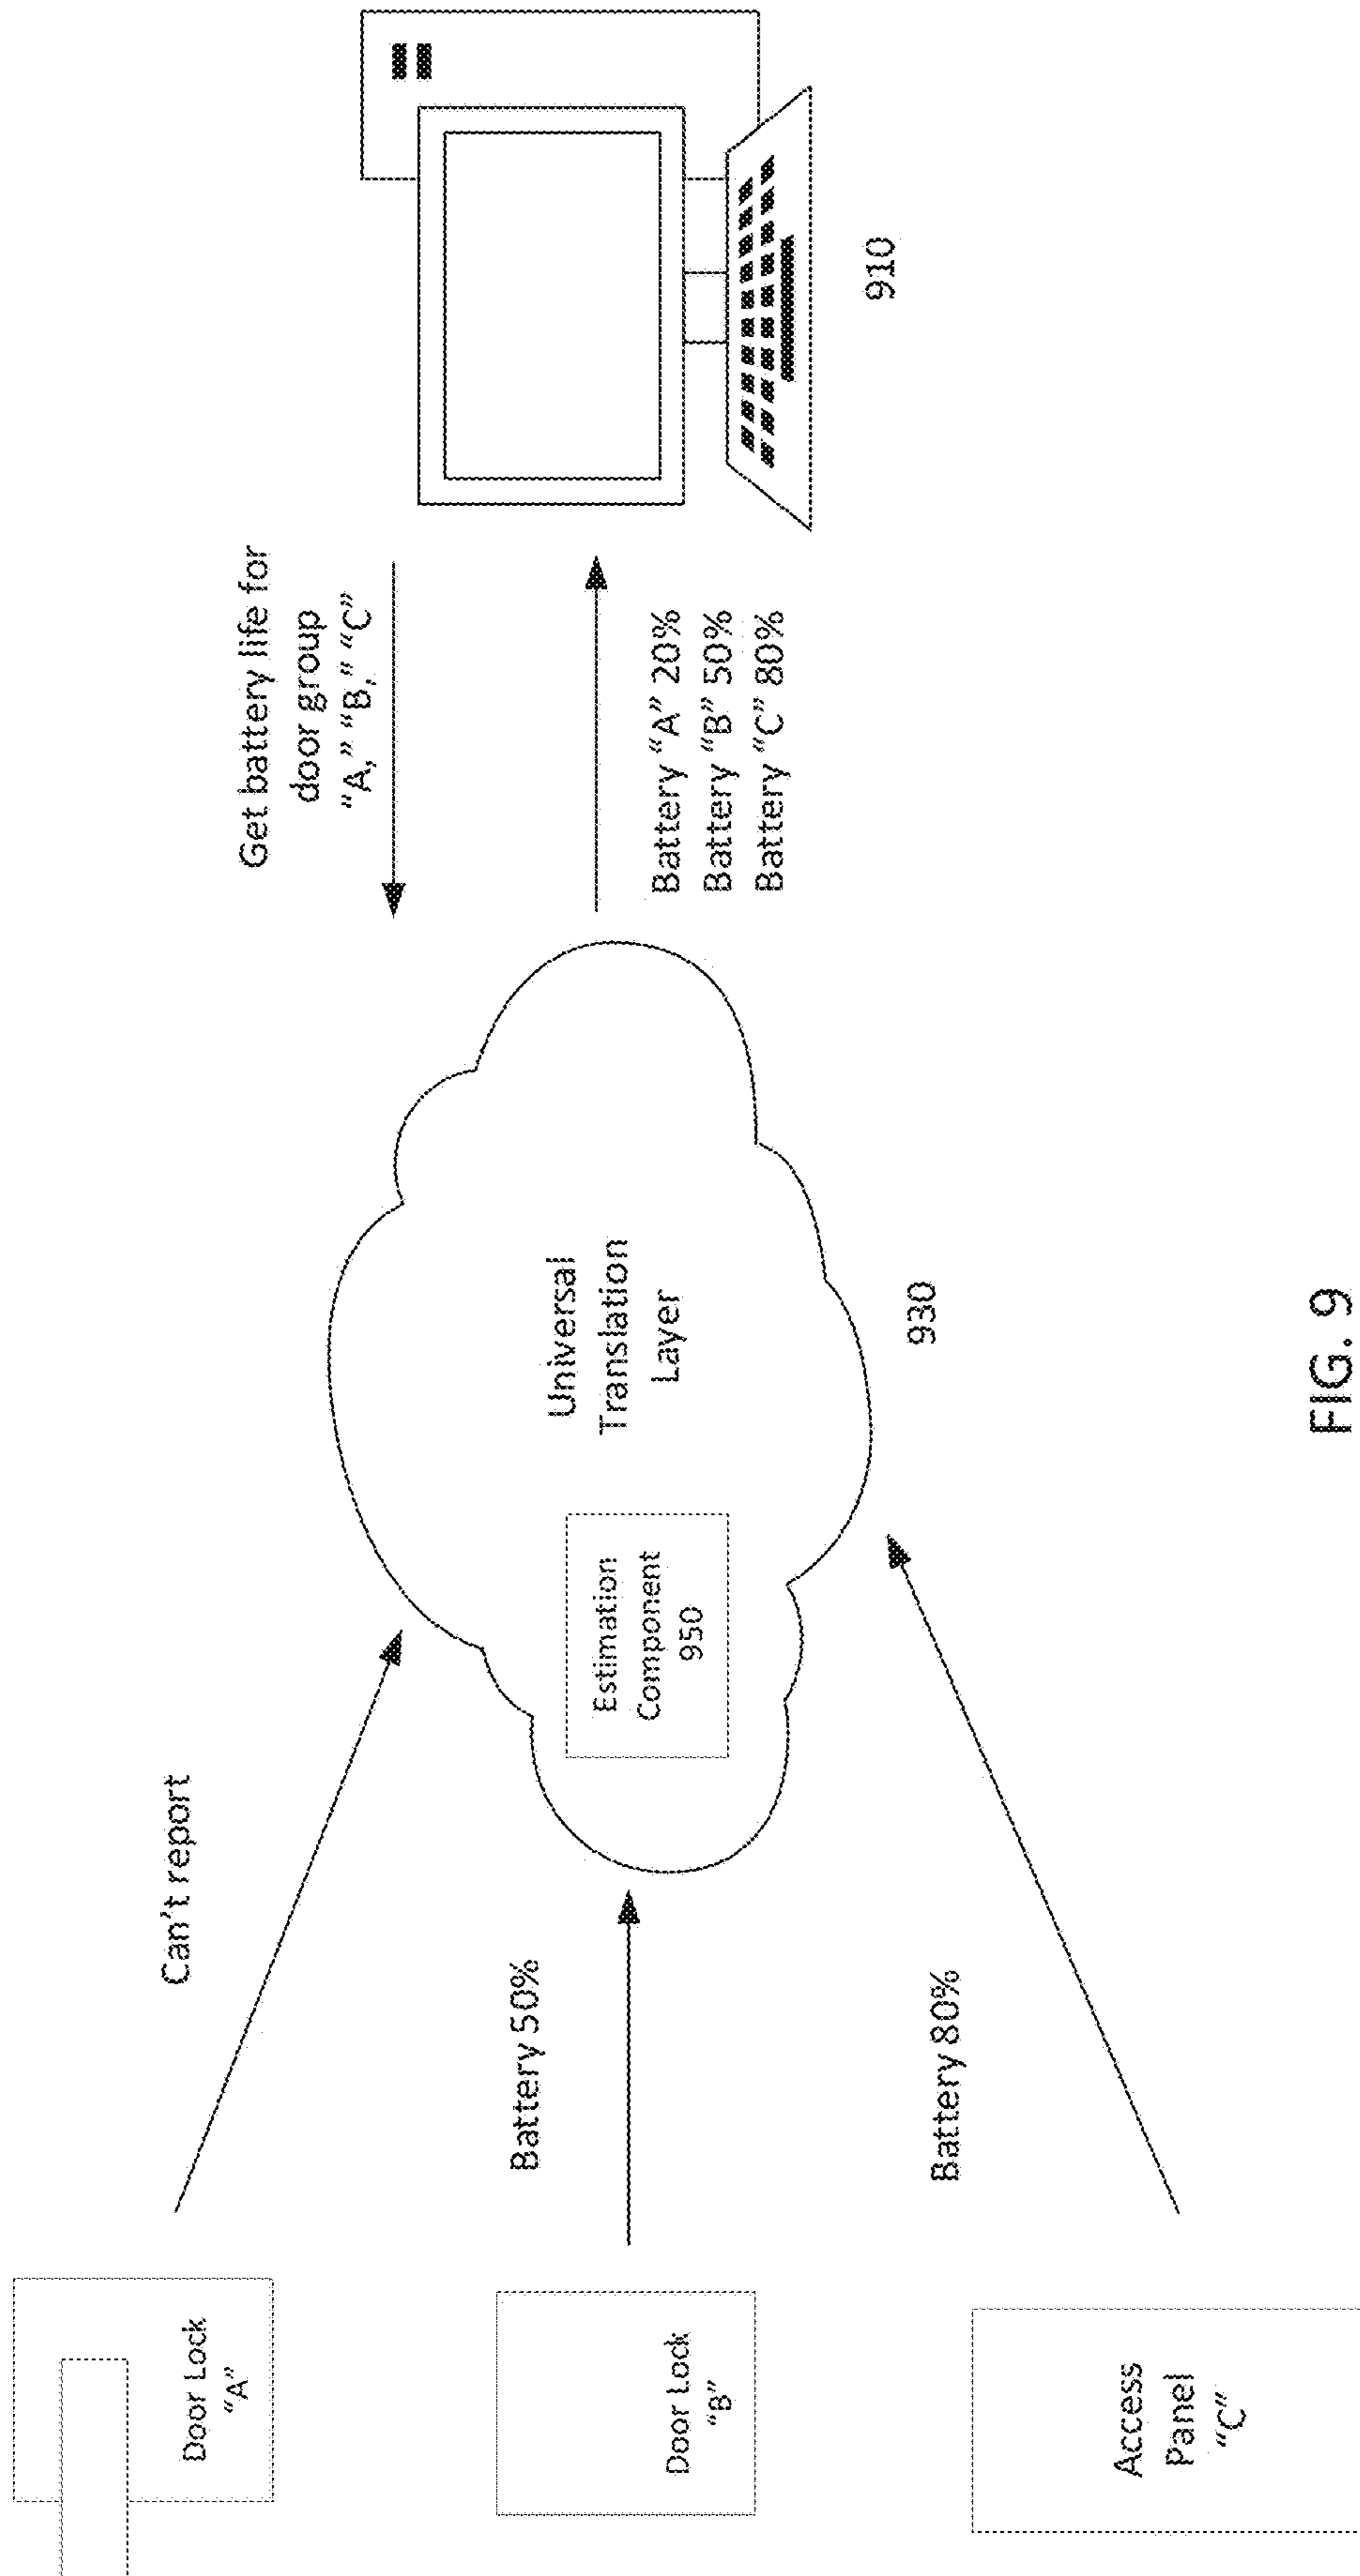 Door Lock
“A”
Can't report
Door Lock
“B”
Battery 50%
Access
Panel
“C”
Battery 80%
Estimation
Component
950
Universal
Translation
Layer
930
Get battery life for
door group
“A,” “B,” “C”
Battery “A” 20%
Battery “B” 50%
Battery “C” 80%
910
FIG. 9